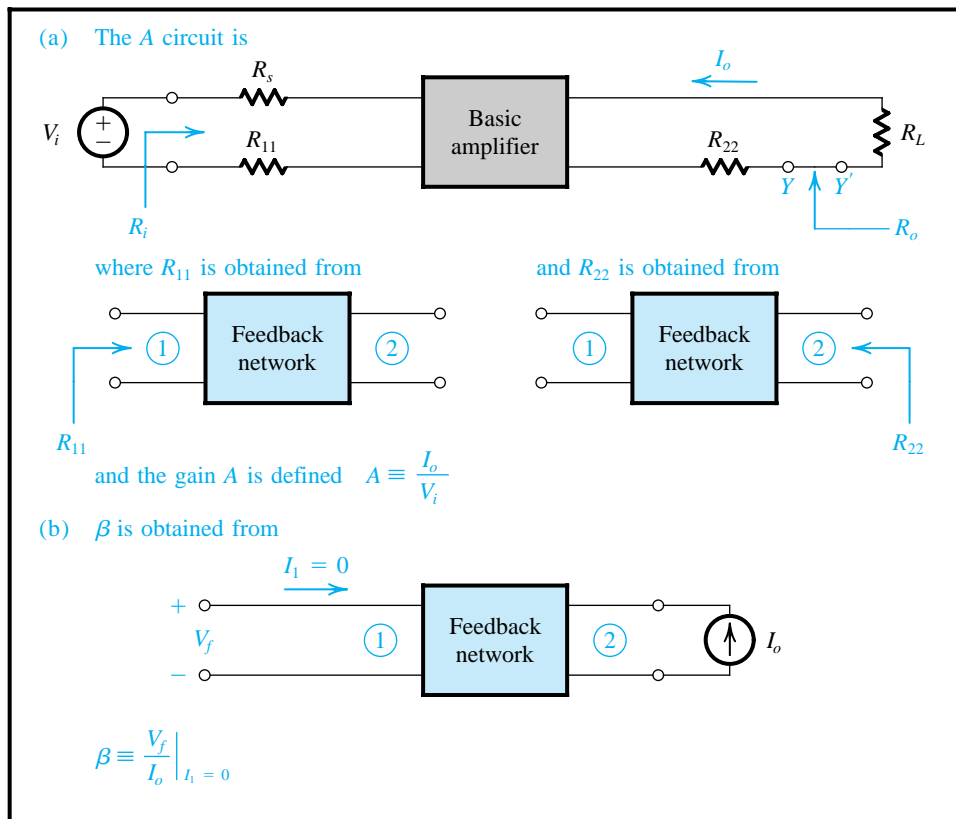 (a) The A circuit is
I_o
R_s
V_i
+
−
R_11
Basic
amplifier
R_22
R_L
Y
Y′
R_i
R_o
where R_11 is obtained from
and R_22 is obtained from
1
Feedback
network
2
1
Feedback
network
2
R_11
R_22
and the gain A is defined A ≡ I_o / V_i
(b) β is obtained from
I_1 = 0
+
V_f
−
1
Feedback
network
2
I_o
β ≡ V_f / I_o |_{I_1 = 0}